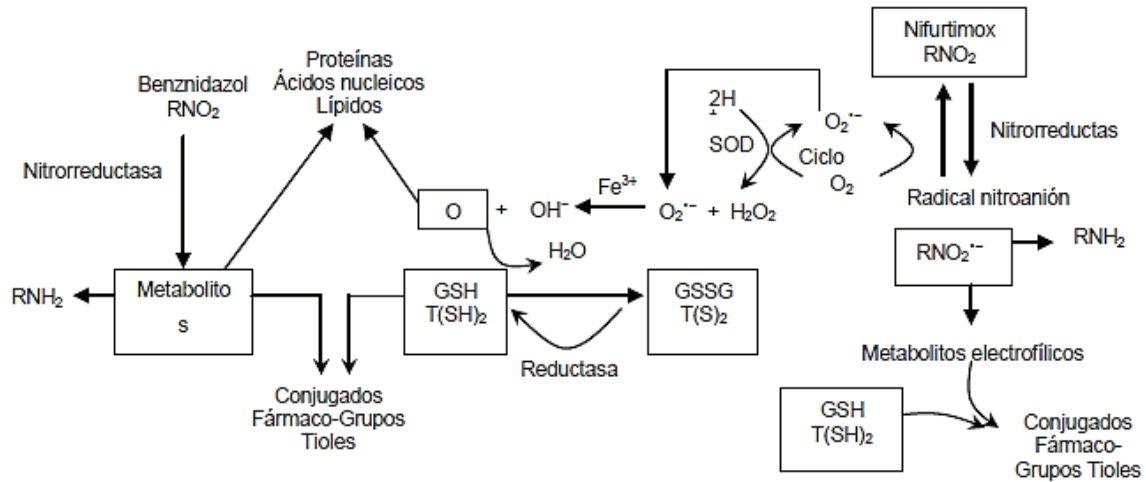 Benznidazol
RNO₂
Nitrorreductasa
RNH₂
Metabolito
s
Proteínas
Ácidos nucleicos
Lípidos
O
+
OH⁻
Fe³⁺
O₂•⁻ + H₂O₂
H₂O
2H
+
SOD
Ciclo
O₂•⁻
O₂
Nifurtimox
RNO₂
Nitrorreductas
Radical nitroanión
RNO₂•⁻
RNH₂
Metabolitos electrofílicos
GSH
T(SH)₂
GSSG
T(S)₂
Reductasa
Conjugados
Fármaco-Grupos
Tioles
GSH
T(SH)₂
Conjugados
Fármaco-
Grupos Tioles